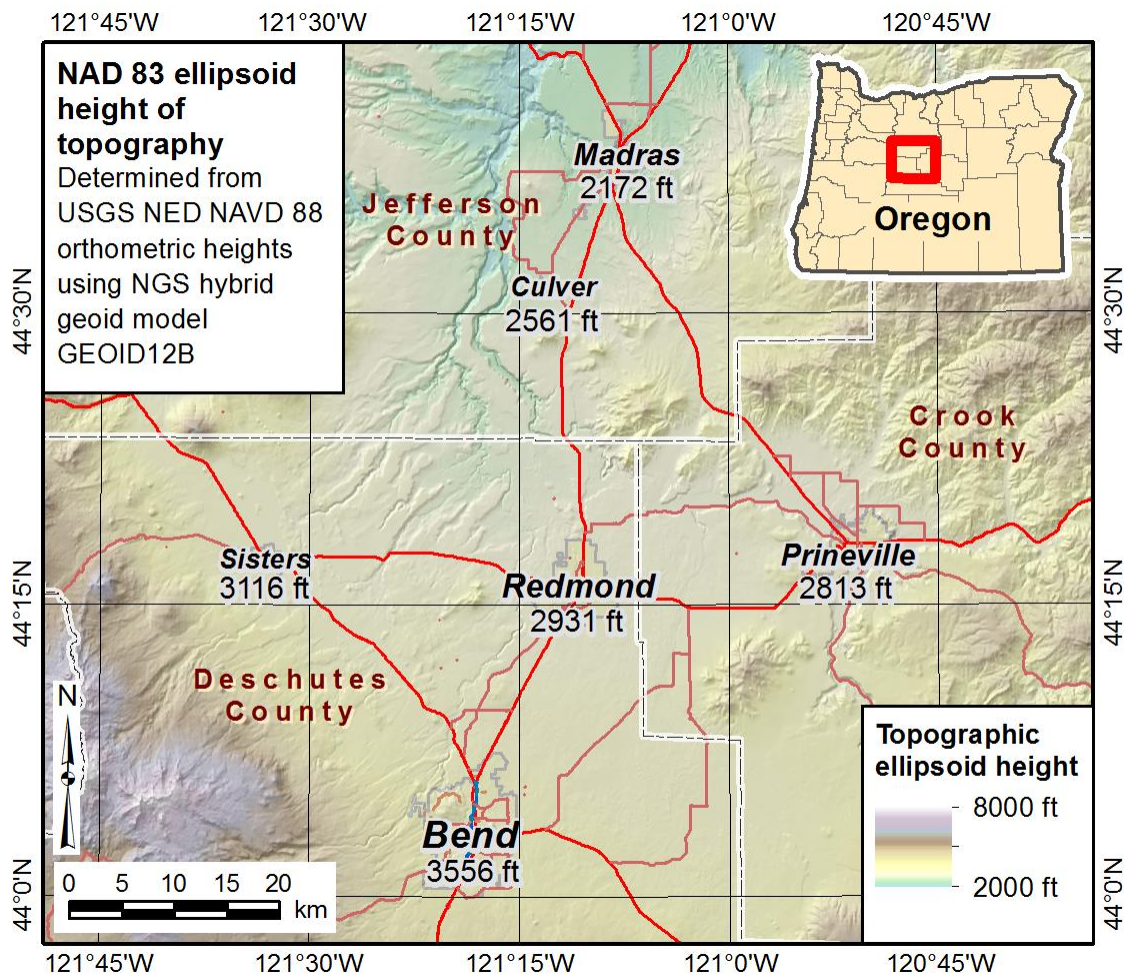 121°45'W 121°30'W 121°15'W 121°0'W 120°45'W
NAD 83 ellipsoid
height of
topography
Determined from
USGS NED NAVD 88
orthometric heights
using NGS hybrid
geoid model
GEOID12B
Oregon
Madras
2172 ft
Jefferson
County
Culver
2561 ft
44°30'N 44°30'N
Crook
County
Sisters
3116 ft
Redmond
2931 ft
Prineville
2813 ft
44°15'N 44°15'N
Deschutes
County
N
Topographic
ellipsoid height
8000 ft
2000 ft
Bend
3556 ft
0 5 10 15 20
km
44°0'N 44°0'N
121°45'W 121°30'W 121°15'W 121°0'W 120°45'W